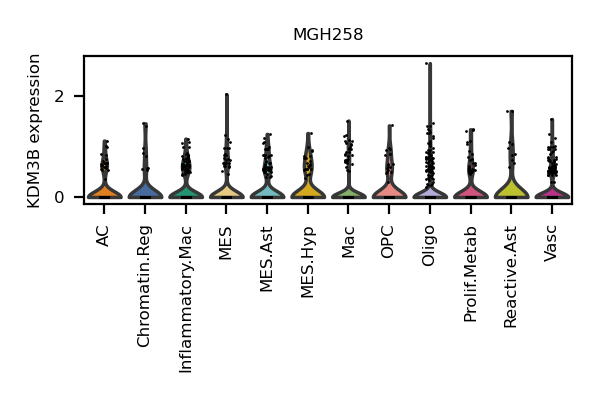 MGH258
KDM3B expression
2
0
AC
Chromatin.Reg
Inflammatory.Mac
MES
MES.Ast
MES.Hyp
Mac
OPC
Oligo
Prolif.Metab
Reactive.Ast
Vasc